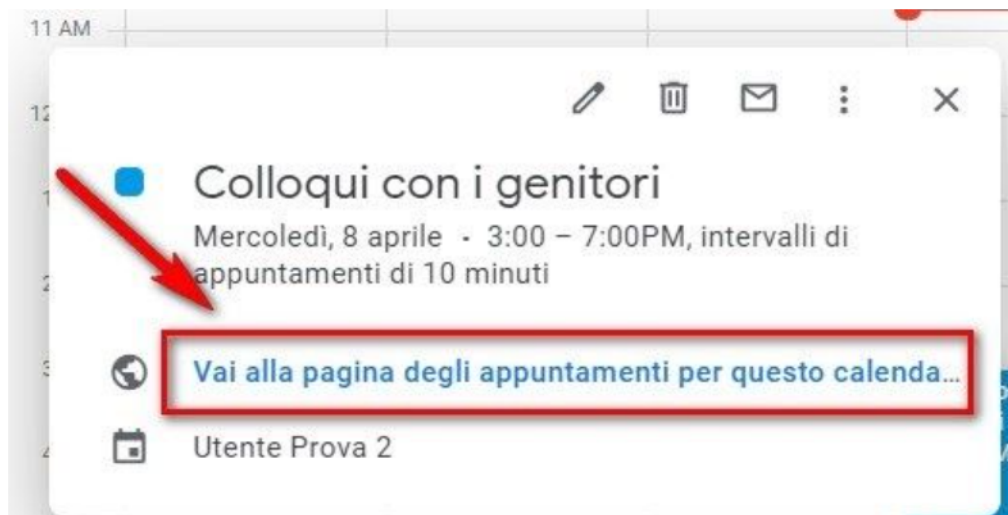 11 AM
Colloqui con i genitori
Mercoledì, 8 aprile • 3:00 – 7:00PM, intervalli di
appuntamenti di 10 minuti
Vai alla pagina degli appuntamenti per questo calenda...
Utente Prova 2